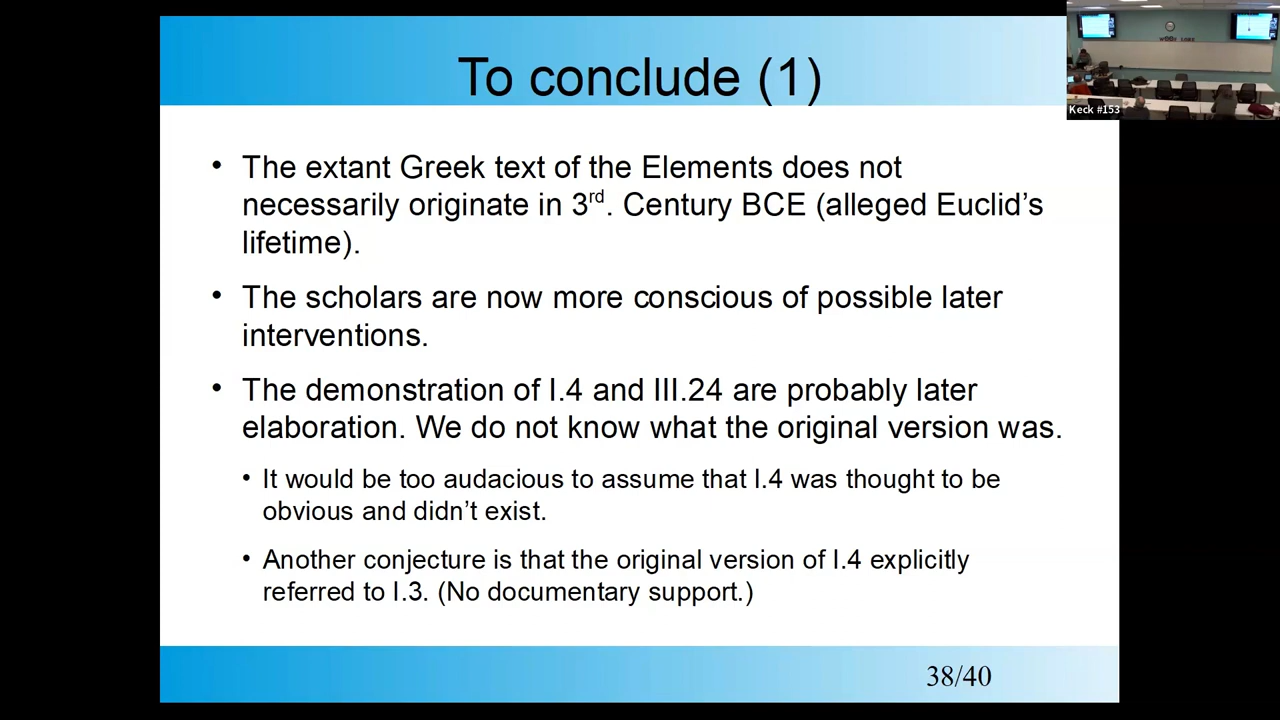 To conclude (1)
• The extant Greek text of the Elements does not
necessarily originate in 3rd. Century BCE (alleged Euclid’s
lifetime).
• The scholars are now more conscious of possible later
interventions.
• The demonstration of I.4 and III.24 are probably later
elaboration. We do not know what the original version was.
• It would be too audacious to assume that I.4 was thought to be
obvious and didn’t exist.
• Another conjecture is that the original version of I.4 explicitly
referred to I.3. (No documentary support.)
38/40
Keck #153